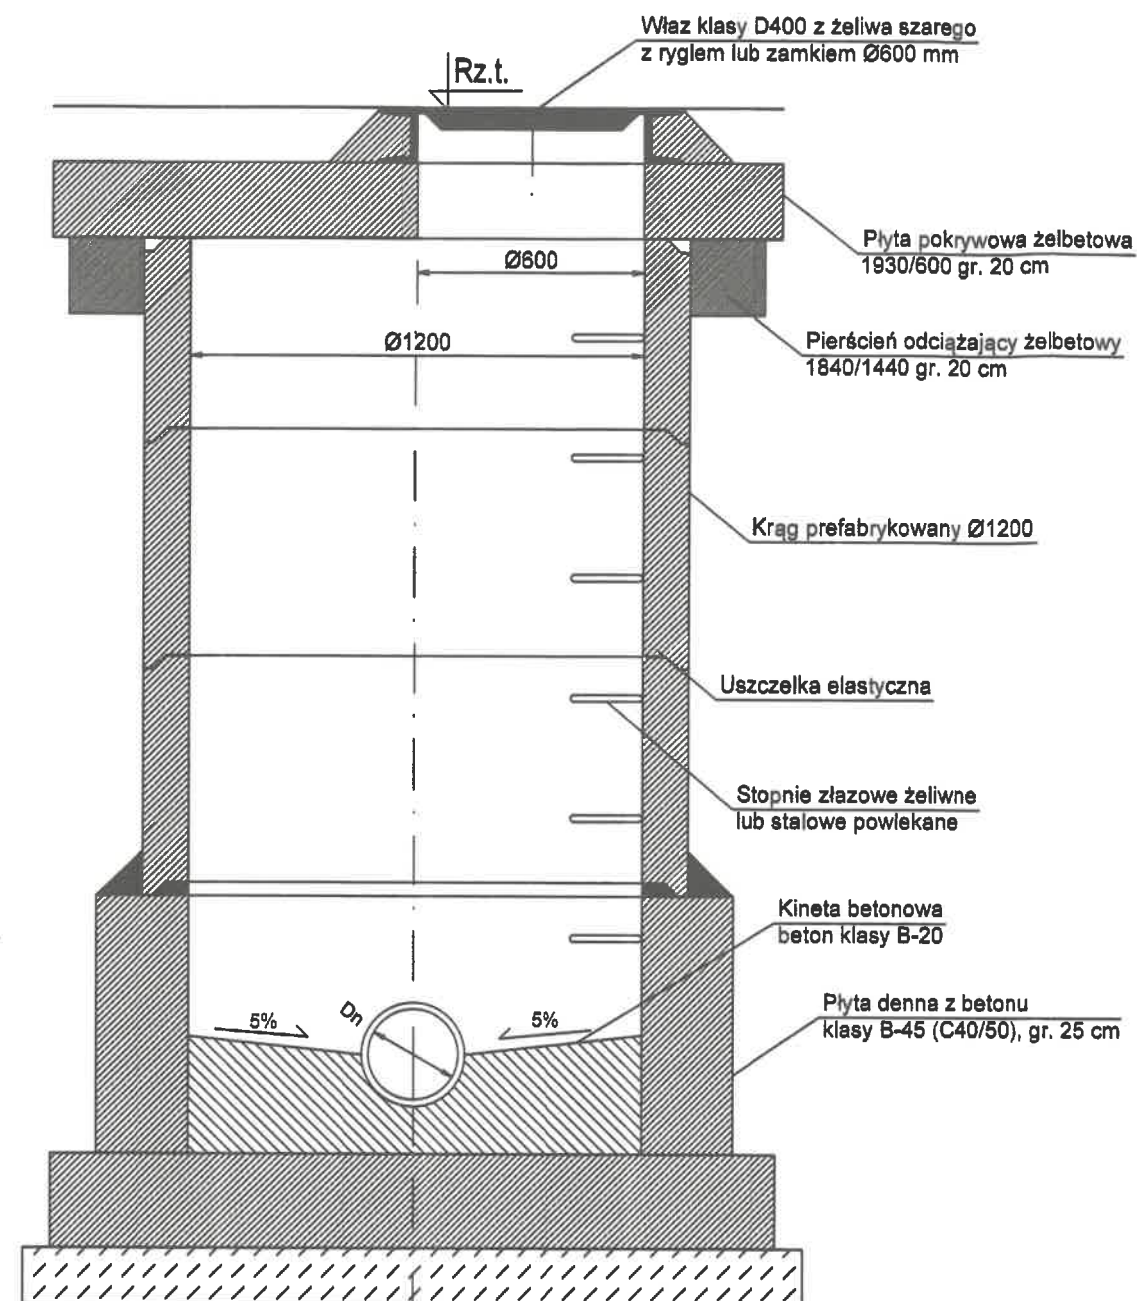 Właz klasy D400 z żeliwa szarego
z ryglem lub zamkiem Ø600 mm
Rz.t.
Płyta pokrywowa żelbetowa
1930/600 gr. 20 cm
Ø600
Pierścień odciążający żelbetowy
1840/1440 gr. 20 cm
Ø1200
Krąg prefabrykowany Ø1200
Uszczelka elastyczna
Stopnie złazowe żeliwne
lub stalowe powlekane
Kineta betonowa
beton klasy B-20
Płyta denna z betonu
klasy B-45 (C40/50), gr. 25 cm
5%
Dn
5%